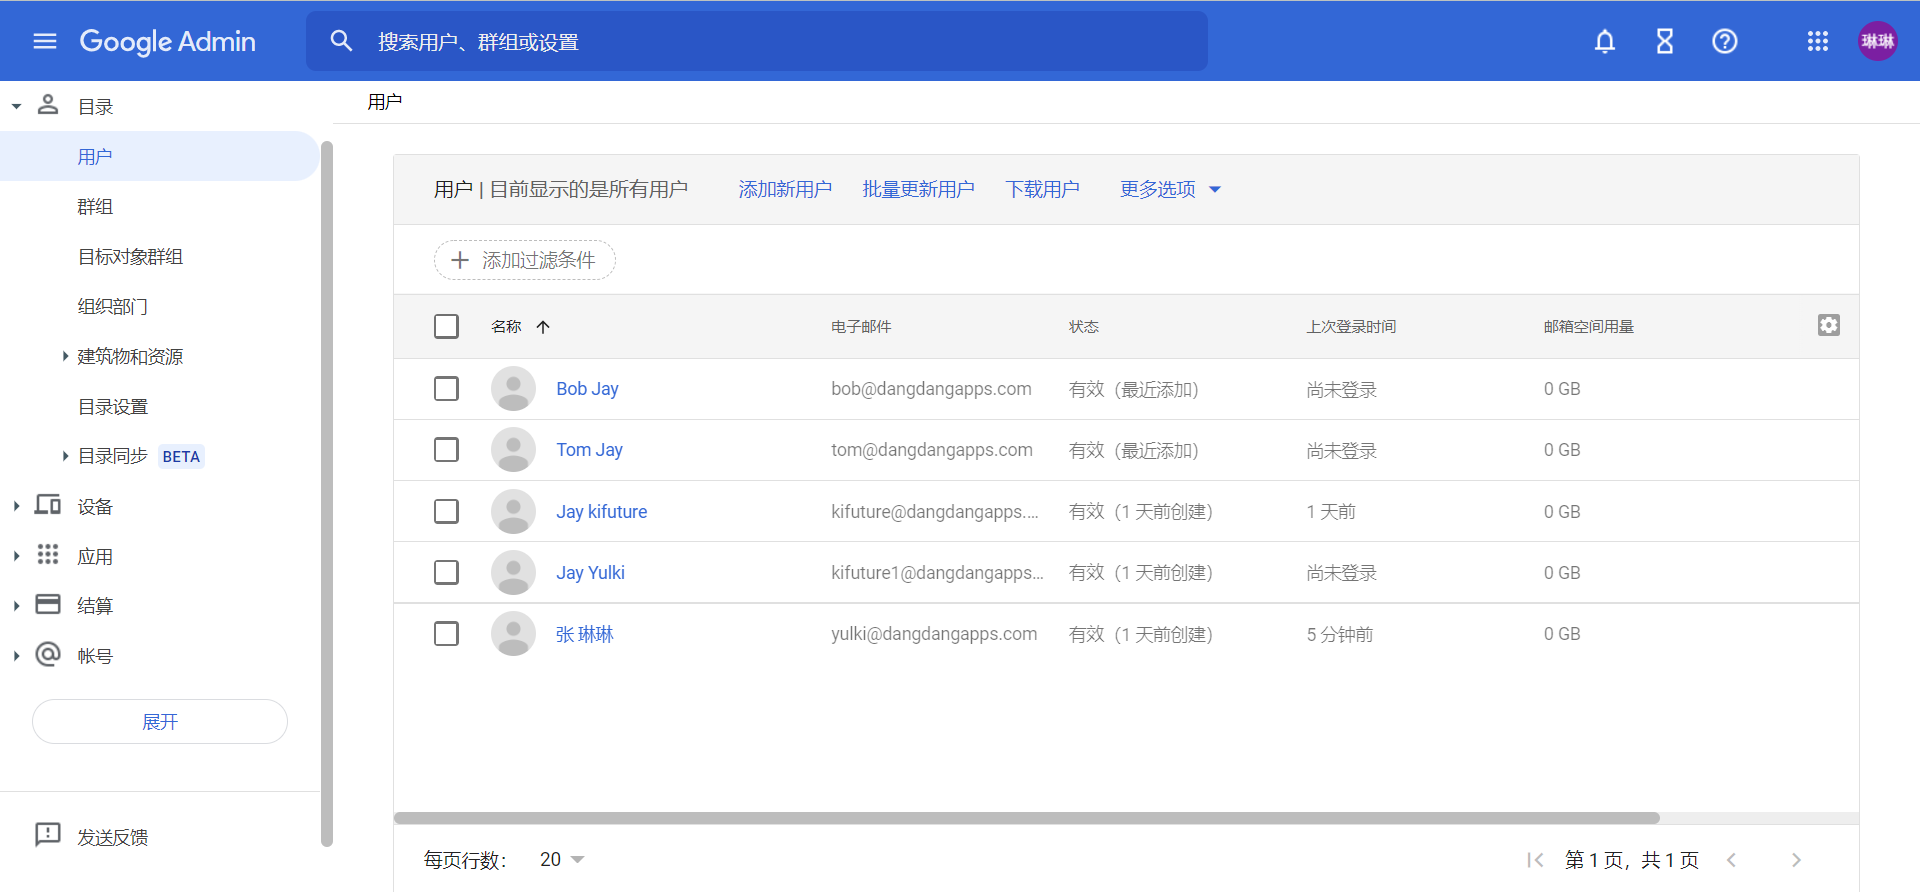 Google Admin
搜索用户、群组或设置
琳琳
目录
用户
群组
目标对象群组
组织部门
建筑物和资源
目录设置
目录同步 BETA
设备
应用
结算
帐号
展开
发送反馈
用户
用户 | 目前显示的是所有用户 添加新用户 批量更新用户 下载用户 更多选项
添加过滤条件
名称 电子邮件 状态 上次登录时间 邮箱空间用量
Bob Jay bob@dangdangapps.com 有效（最近添加） 尚未登录 0 GB
Tom Jay tom@dangdangapps.com 有效（最近添加） 尚未登录 0 GB
Jay kifuture kifuture@dangdangapps.... 有效（1 天前创建） 1 天前 0 GB
Jay Yulki kifuture1@dangdangapps... 有效（1 天前创建） 尚未登录 0 GB
张 琳琳 yulki@dangdangapps.com 有效（1 天前创建） 5 分钟前 0 GB
每页行数： 20 第 1 页，共 1 页